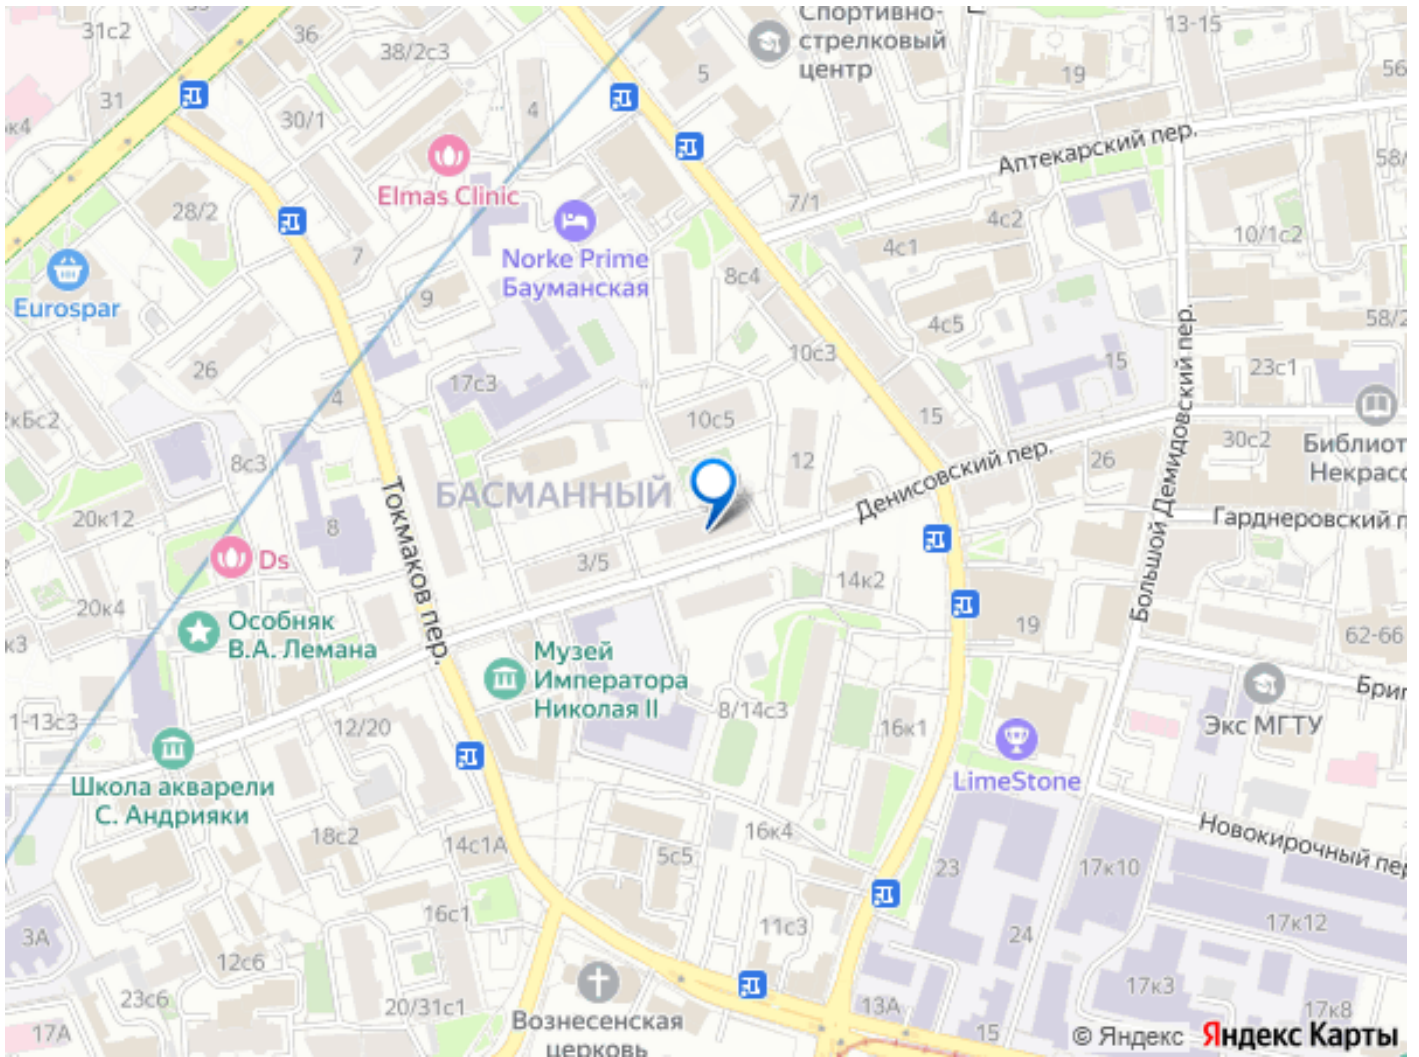 31с2
36
38/2с3
Спортивно-
стрелковый
центр
13-15
5
19
56
31
к4
30/1
4
Аптекарский пер.
58/
Elmas Clinic
28/2
7/1
4с2
7
Norke Prime
Бауманская
4с1
10/1с2
8с4
Eurospar
9
4с5
58/2
10с3
26
17с3
15
23с1
4
10с5
15
2кБс2
8с3
12
Денисовский пер.
26
30с2
Библиот
Некрасс
БАСМАННЫЙ
Токмаков пер.
Большой Демидовский пер.
20к12
8
Гарднеровский п
Ds
3/5
14к2
20к4
Особняк
В.А. Лемана
19
62-66
к3
Музей
Императора
Николая II
Бриг
1-13с3
12/20
8/14с3
16к1
Экс МГТУ
Школа акварели
С. Андрияки
LimeStone
18с2
14с1А
16к4
Новокирочный пер
5с5
23
17к10
16с1
11с3
17к12
3А
24
12с6
23с6
20/31с1
17к3
17А
Вознесенская
церковь
13А
15
17к8
© Яндекс Яндекс Карты